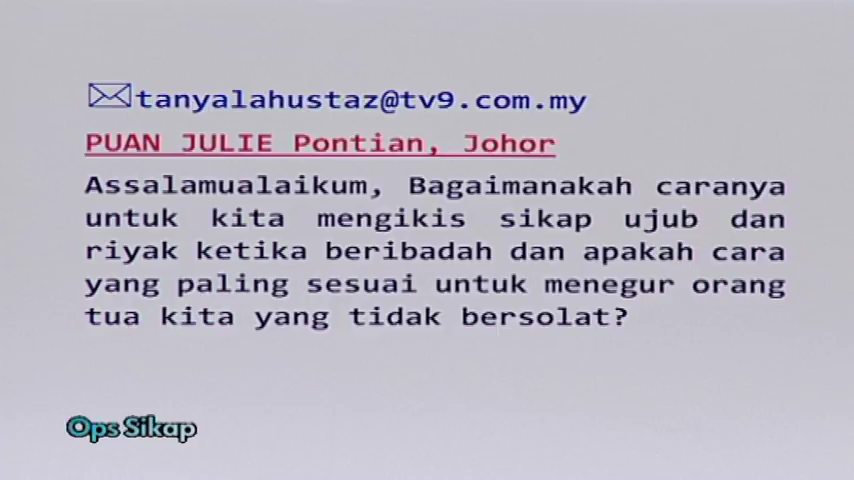 tanyalahustaz@tv9.com.my
PUAN JULIE Pontian, Johor
Assalamualaikum, Bagaimanakah caranya
untuk kita mengikis sikap ujub dan
riyak ketika beribadah dan apakah cara
yang paling sesuai untuk menegur orang
tua kita yang tidak bersolat?
Ops Sikap